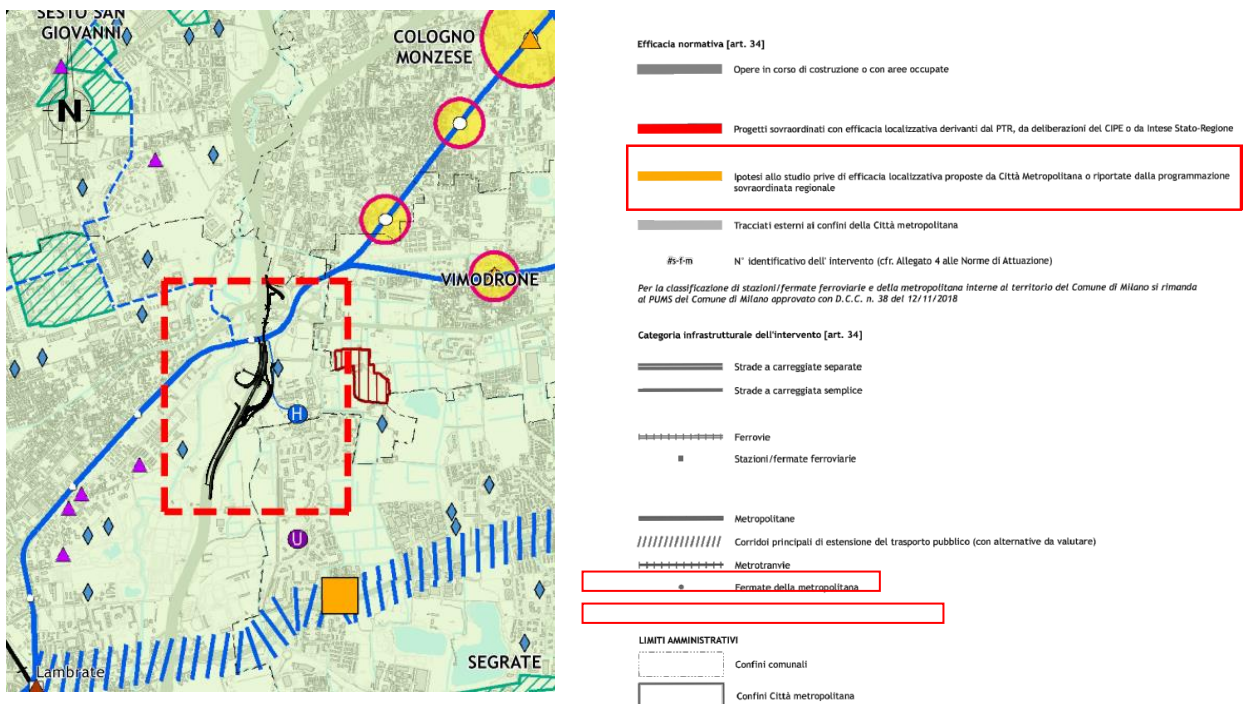 SESTO SAN
GIOVANNI
N
COLOGNO
MONZESE
VIMODRONE
H
U
SEGRATE
Lambrate
Efficacia normativa [art. 34]
Opere in corso di costruzione o con aree occupate
Progetti sovraordinati con efficacia localizzativa derivanti dal PTR, da deliberazioni del CIPE o da Intese Stato-Regione
Ipotesi allo studio prive di efficacia localizzativa proposte da Città Metropolitana o riportate dalla programmazione
sovraordinata regionale
Tracciati esterni ai confini della Città metropolitana
#s-f-m N° identificativo dell' intervento (cfr. Allegato 4 alle Norme di Attuazione)
Per la classificazione di stazioni/fermate ferroviarie e della metropolitana interne al territorio del Comune di Milano si rimanda
al PUMS del Comune di Milano approvato con D.C.C. n. 38 del 12/11/2018
Categoria infrastrutturale dell'intervento [art. 34]
Strade a carreggiate separate
Strade a carreggiata semplice
Ferrovie
Stazioni/fermate ferroviarie
Metropolitane
Corridoi principali di estensione del trasporto pubblico (con alternative da valutare)
Metrotranvie
Fermate della metropolitana
LIMITI AMMINISTRATIVI
Confini comunali
Confini Città metropolitana